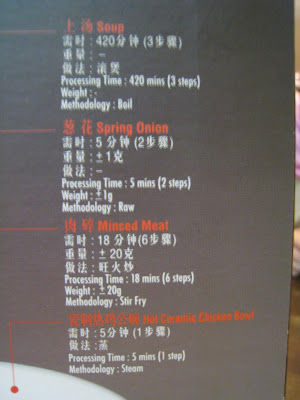 上汤 Soup
需时 : 420分钟 (3步骤)
重量 : –
做法 : 滚煲
Processing Time : 420 mins (3 steps)
Weight : -
Methodology : Boil
葱花 Spring Onion
需时 : 5分钟 (2步骤)
重量 : ±1克
做法 : –
Processing Time : 5 mins (2 steps)
Weight : ±1g
Methodology : Raw
肉碎 Minsed Meat
需时 : 18分钟(6步骤)
重量 : ±20克
做法 : 旺火炒
Processing Time : 18 mins (6 steps)
Weight : ±20g
Methodology : Stir Fry
热鸡公碗 Hot Ceramic Chicken Bowl
需时 : 5分钟 (1步骤)
做法 : 蒸
Processing Time : 5 mins (1 step)
Methodology : Steam